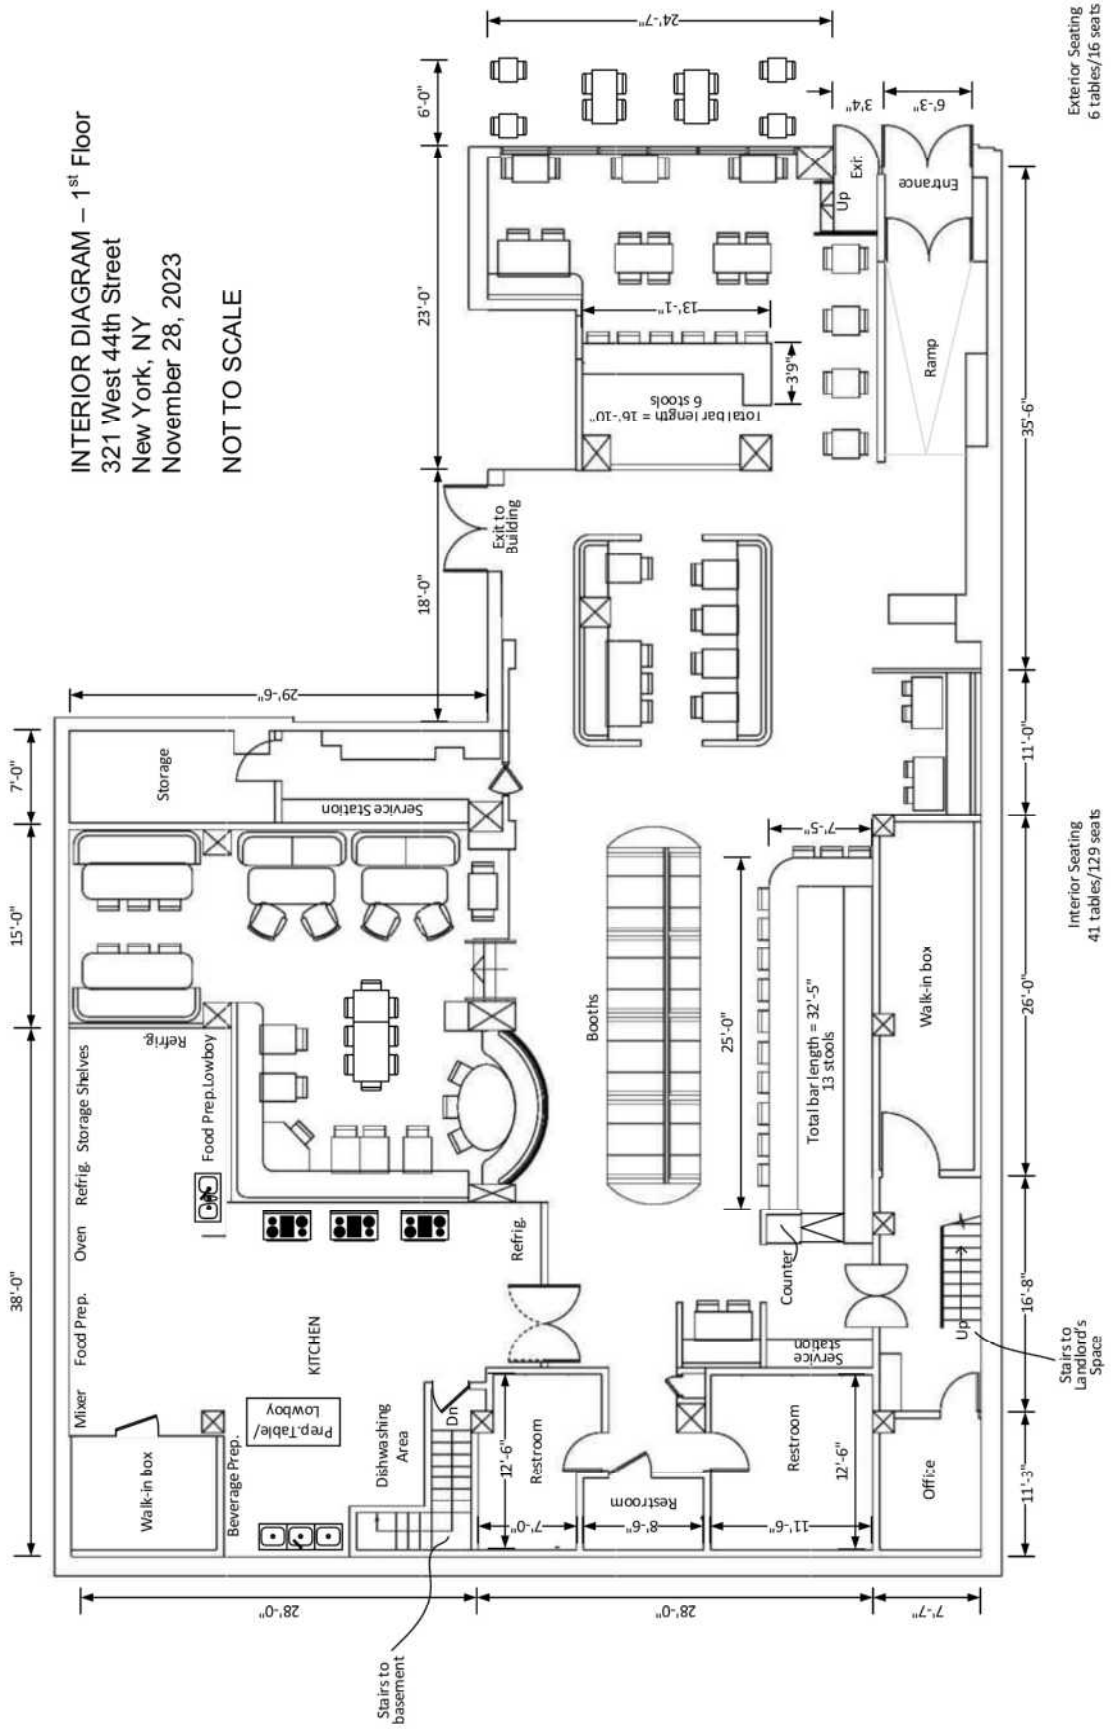 INTERIOR DIAGRAM – 1st Floor
321 West 44th Street
New York, NY
November 28, 2023
NOT TO SCALE
24'-7"
6'-0"
23'-0"
3'4"
6'-3"
Exterior Seating
6 tables/16 seats
Exit
Up
Entrance
13'-1"
3'9"
Total bar length = 16'-10"
6 stools
Ramp
35'-6"
Exit to
Building
18'-0"
29'-6"
7'-0"
Storage
Service Station
11'-0"
Interior Seating
41 tables/129 seats
15'-0"
7'-5"
Booths
25'-0"
Total bar length = 32'-5"
13 stools
Walk-in box
26'-0"
38'-0"
Refrig.
Storage Shelves
Refrig.
Oven
Food Prep.
Mixer
Food Prep.Lowboy
KITCHEN
Refrig.
Counter
Service
station
Up
16'-8"
Stairs to
Landlord's
Space
Prep.Table/
Lowboy
Dishwashing
Area
Dn
Walk-in box
Beverage Prep.
12'-6"
Restroom
7'-0"
Restroom
8'-6"
Restroom
12'-6"
11'-6"
Office
11'-3"
28'-0"
28'-0"
7'-7"
Stairs to
basement